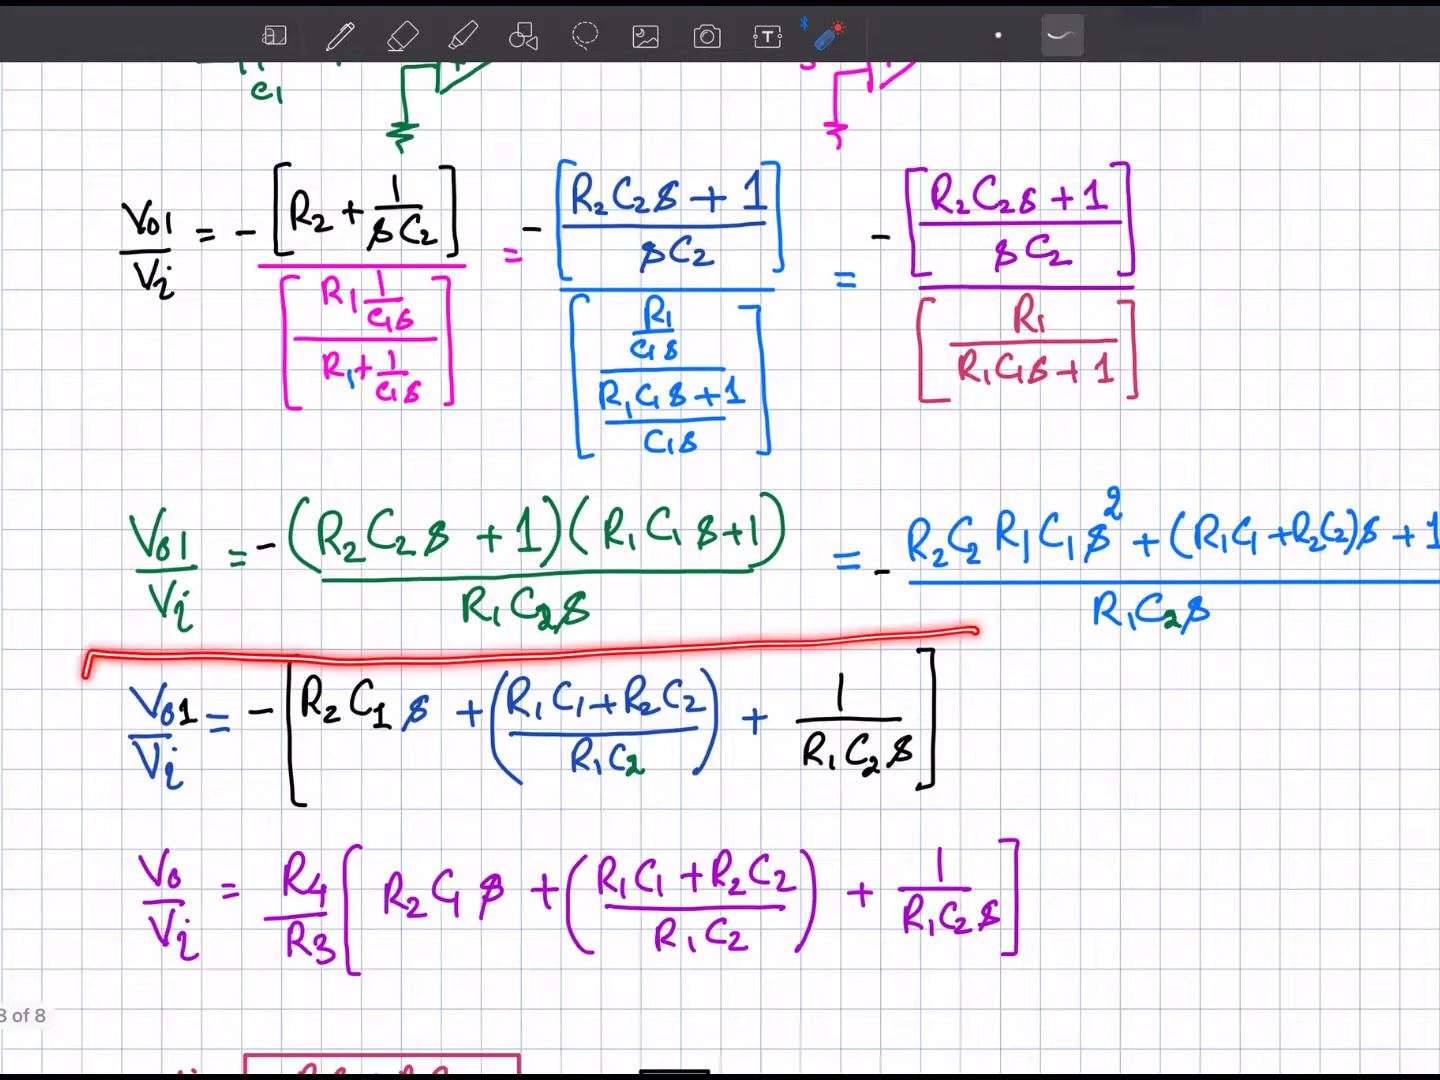 C1
Vo1/Vi = - [R2 + 1/sC2] / [R1 1/C1s / R1 + 1/C1s] = - [R2C2s + 1 / sC2] / [R1/C1s / R1C1s + 1/C1s] = - [R2C2s + 1 / sC2] / [R1 / R1C1s + 1]
Vo1/Vi = - (R2C2s + 1)(R1C1s+1) / R1C2s = - R2C2R1C1s² + (R1C1+R2C2)s + 1 / R1C2s
Vo1/Vi = - [R2C1s + (R1C1+R2C2 / R1C2) + 1/R1C2s]
Vo/Vi = R4/R3 [R2C1s + (R1C1+R2C2 / R1C2) + 1/R1C2s]
8 of 8